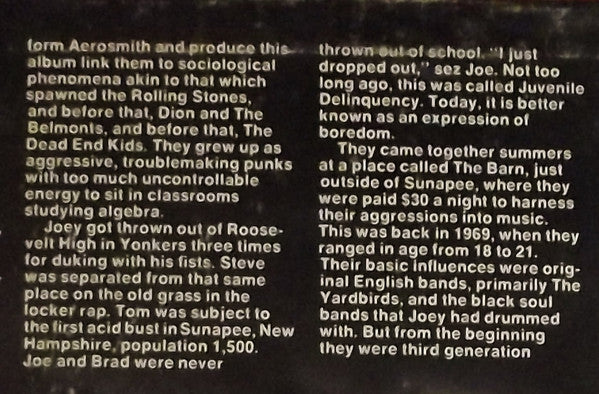 form Aerosmith and produce this
album link them to sociological
phenomena akin to that which
spawned the Rolling Stones,
and before that, Dion and The
Belmonts, and before that, The
Dead End Kids. They grew up as
aggressive, troublemaking punks
with too much uncontrollable
energy to sit in classrooms
studying algebra.
Joey got thrown out of Roose-
velt High in Yonkers three times
for duking with his fists. Steve
was separated from that same
place on the old grass in the
locker rap. Tom was subject to
the first acid bust in Sunapee, New
Hampshire, population 1,500.
Joe and Brad were never
thrown out of school. "I just
dropped out," sez Joe. Not too
long ago, this was called Juvenile
Delinquency. Today, it is better
known as an expression of
boredom.
They came together summers
at a place called The Barn, just
outside of Sunapee, where they
were paid $30 a night to harness
their aggressions into music.
This was back in 1969, when they
ranged in age from 18 to 21.
Their basic influences were orig-
inal English bands, primarily The
Yardbirds, and the black soul
bands that Joey had drummed
with. But from the beginning
they were third generation